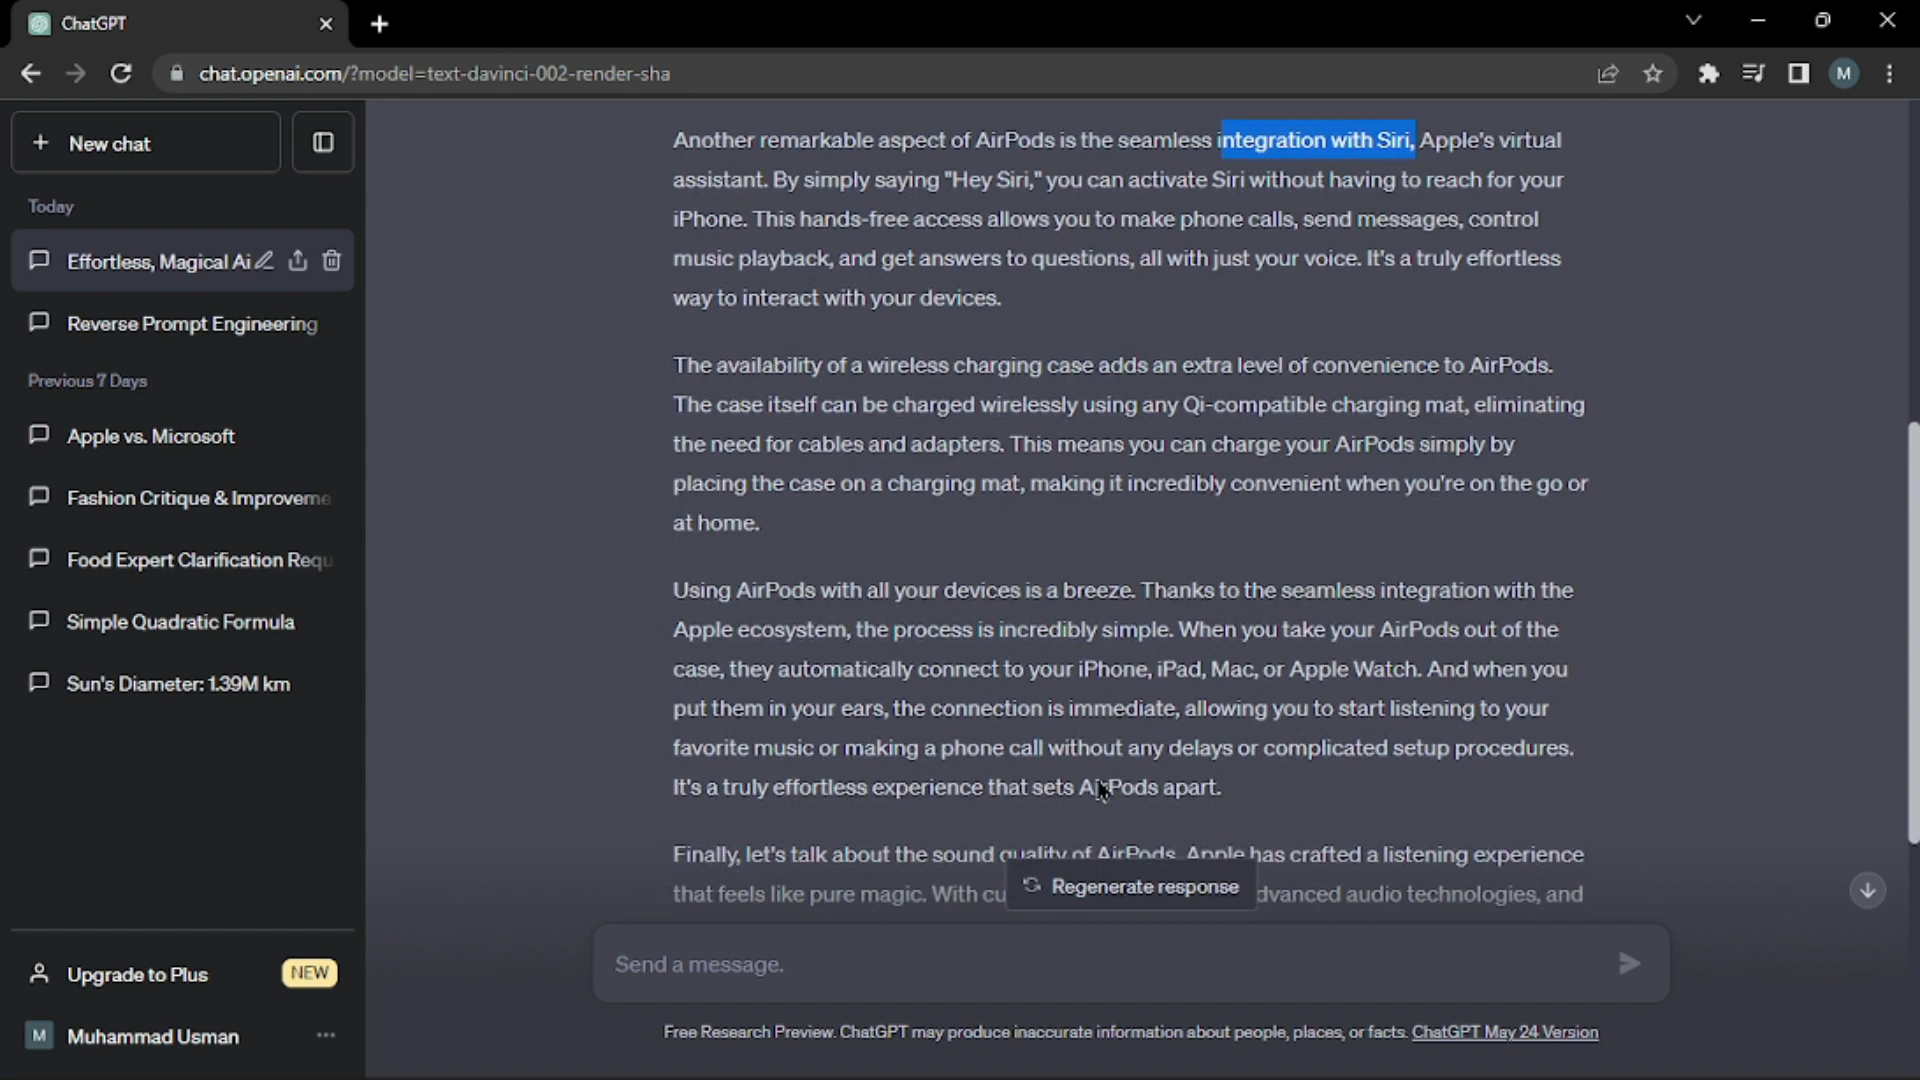 ChatGPT
chat.openai.com/?model=text-davinci-002-render-sha
M
New chat
Today
Effortless, Magical Ai
Reverse Prompt Engineering
Previous 7 Days
Apple vs. Microsoft
Fashion Critique & Improveme
Food Expert Clarification Requ
Simple Quadratic Formula
Sun's Diameter: 1.39M km
Upgrade to Plus
NEW
M
Muhammad Usman
Another remarkable aspect of AirPods is the seamless integration with Siri, Apple's virtual
assistant. By simply saying "Hey Siri," you can activate Siri without having to reach for your
iPhone. This hands-free access allows you to make phone calls, send messages, control
music playback, and get answers to questions, all with just your voice. It's a truly effortless
way to interact with your devices.
The availability of a wireless charging case adds an extra level of convenience to AirPods.
The case itself can be charged wirelessly using any Qi-compatible charging mat, eliminating
the need for cables and adapters. This means you can charge your AirPods simply by
placing the case on a charging mat, making it incredibly convenient when you're on the go or
at home.
Using AirPods with all your devices is a breeze. Thanks to the seamless integration with the
Apple ecosystem, the process is incredibly simple. When you take your AirPods out of the
case, they automatically connect to your iPhone, iPad, Mac, or Apple Watch. And when you
put them in your ears, the connection is immediate, allowing you to start listening to your
favorite music or making a phone call without any delays or complicated setup procedures.
It's a truly effortless experience that sets AirPods apart.
Finally, let's talk about the sound quality of AirPods. Apple has crafted a listening experience
that feels like pure magic. With cu dvanced audio technologies, and
Regenerate response
Send a message.
Free Research Preview. ChatGPT may produce inaccurate information about people, places, or facts. ChatGPT May 24 Version